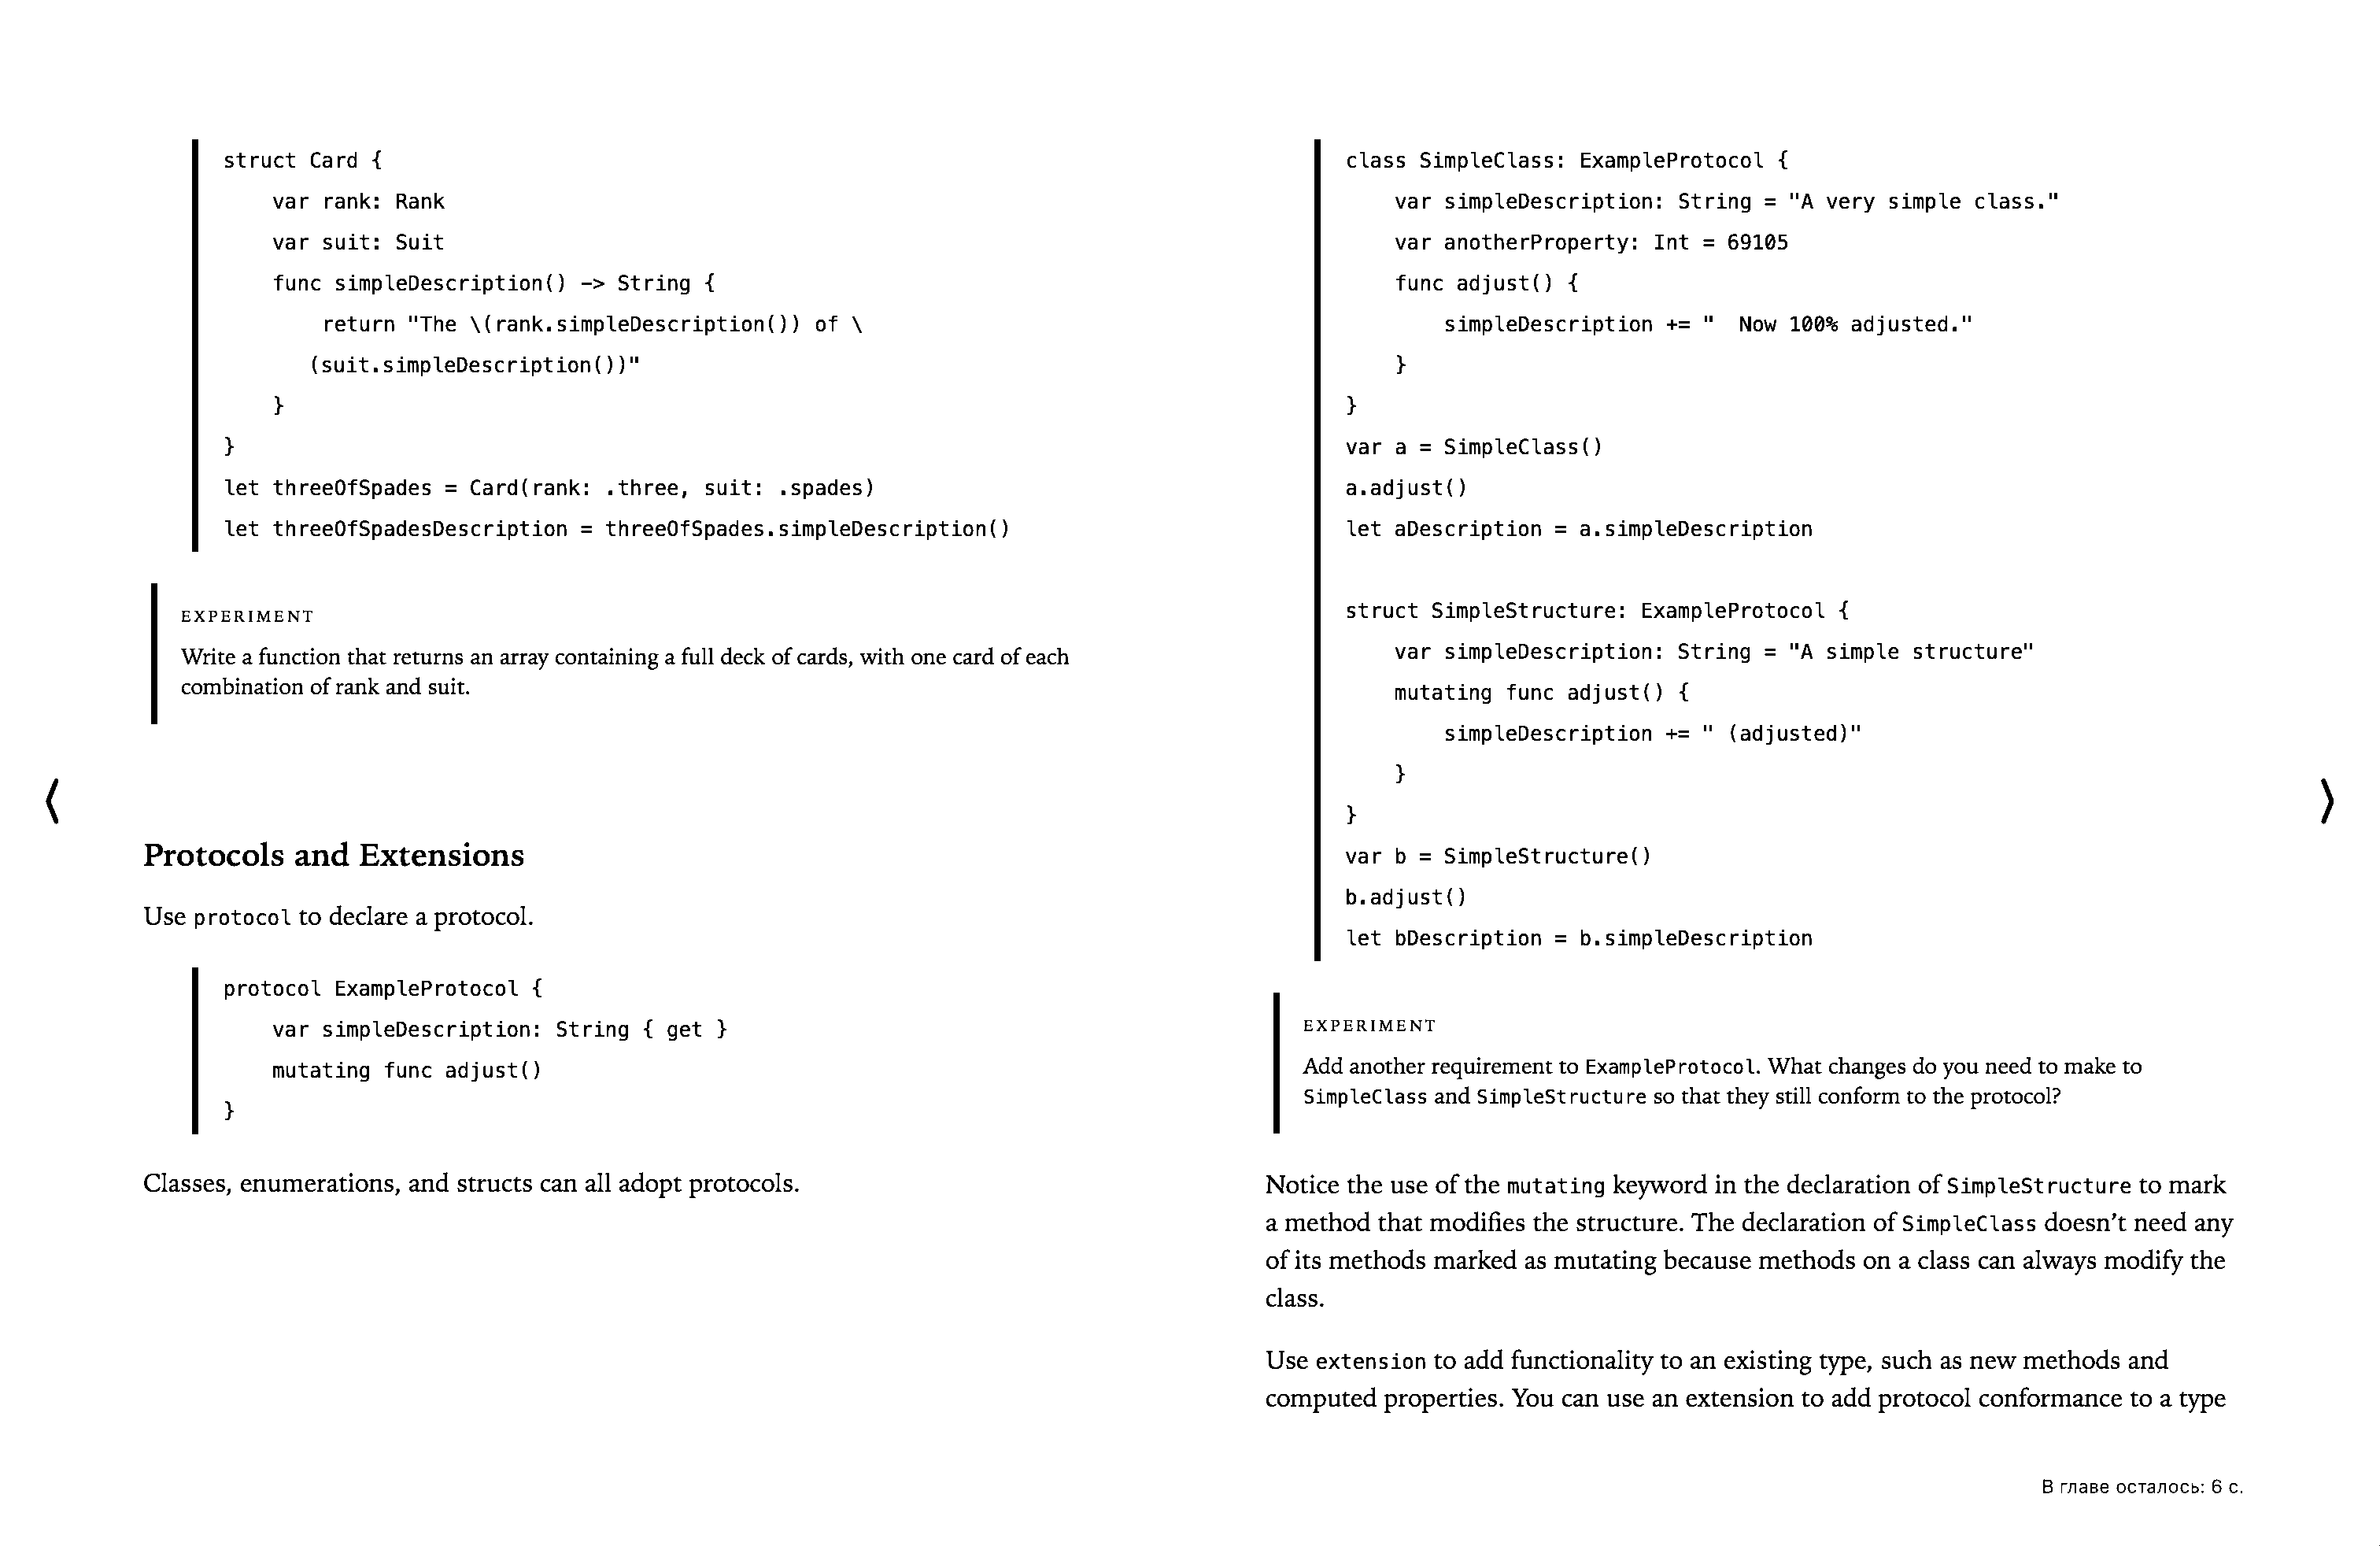 struct Card {
    var rank: Rank
    var suit: Suit
    func simpleDescription() -> String {
        return "The \(rank.simpleDescription()) of \
       (suit.simpleDescription())"
    }
}
let threeOfSpades = Card(rank: .three, suit: .spades)
let threeOfSpadesDescription = threeOfSpades.simpleDescription()
EXPERIMENT
Write a function that returns an array containing a full deck of cards, with one card of each
combination of rank and suit.
Protocols and Extensions
Use protocol to declare a protocol.
protocol ExampleProtocol {
    var simpleDescription: String { get }
    mutating func adjust()
}
Classes, enumerations, and structs can all adopt protocols.
class SimpleClass: ExampleProtocol {
    var simpleDescription: String = "A very simple class."
    var anotherProperty: Int = 69105
    func adjust() {
        simpleDescription += "  Now 100% adjusted."
    }
}
var a = SimpleClass()
a.adjust()
let aDescription = a.simpleDescription
struct SimpleStructure: ExampleProtocol {
    var simpleDescription: String = "A simple structure"
    mutating func adjust() {
        simpleDescription += " (adjusted)"
    }
}
var b = SimpleStructure()
b.adjust()
let bDescription = b.simpleDescription
EXPERIMENT
Add another requirement to ExampleProtocol. What changes do you need to make to
SimpleClass and SimpleStructure so that they still conform to the protocol?
Notice the use of the mutating keyword in the declaration of SimpleStructure to mark
a method that modifies the structure. The declaration of SimpleClass doesn’t need any
of its methods marked as mutating because methods on a class can always modify the
class.
Use extension to add functionality to an existing type, such as new methods and
computed properties. You can use an extension to add protocol conformance to a type
В главе осталось: 6 с.